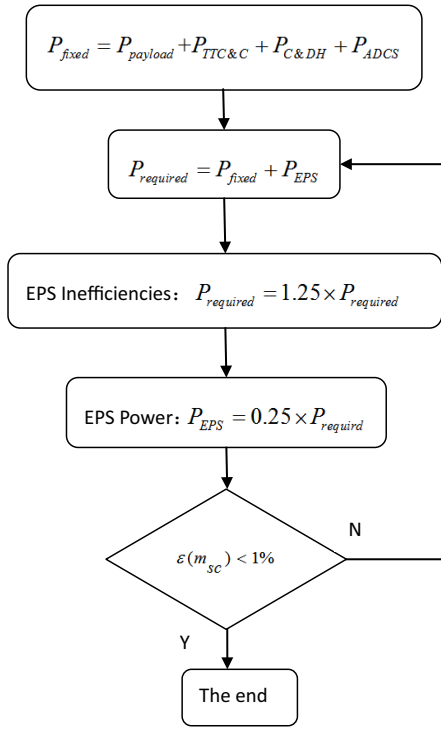 P_fixed = P_payload + P_TTC&C + P_C&DH + P_ADCS
P_required = P_fixed + P_EPS
EPS Inefficiencies: P_required = 1.25 × P_required
EPS Power: P_EPS = 0.25 × P_requird
ε(m_sc) < 1%
N
Y
The end